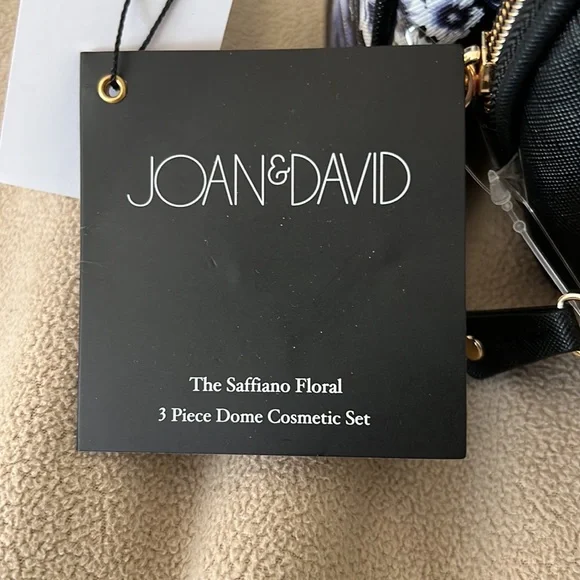 JOAN&DAVID
The Saffiano Floral
3 Piece Dome Cosmetic Set